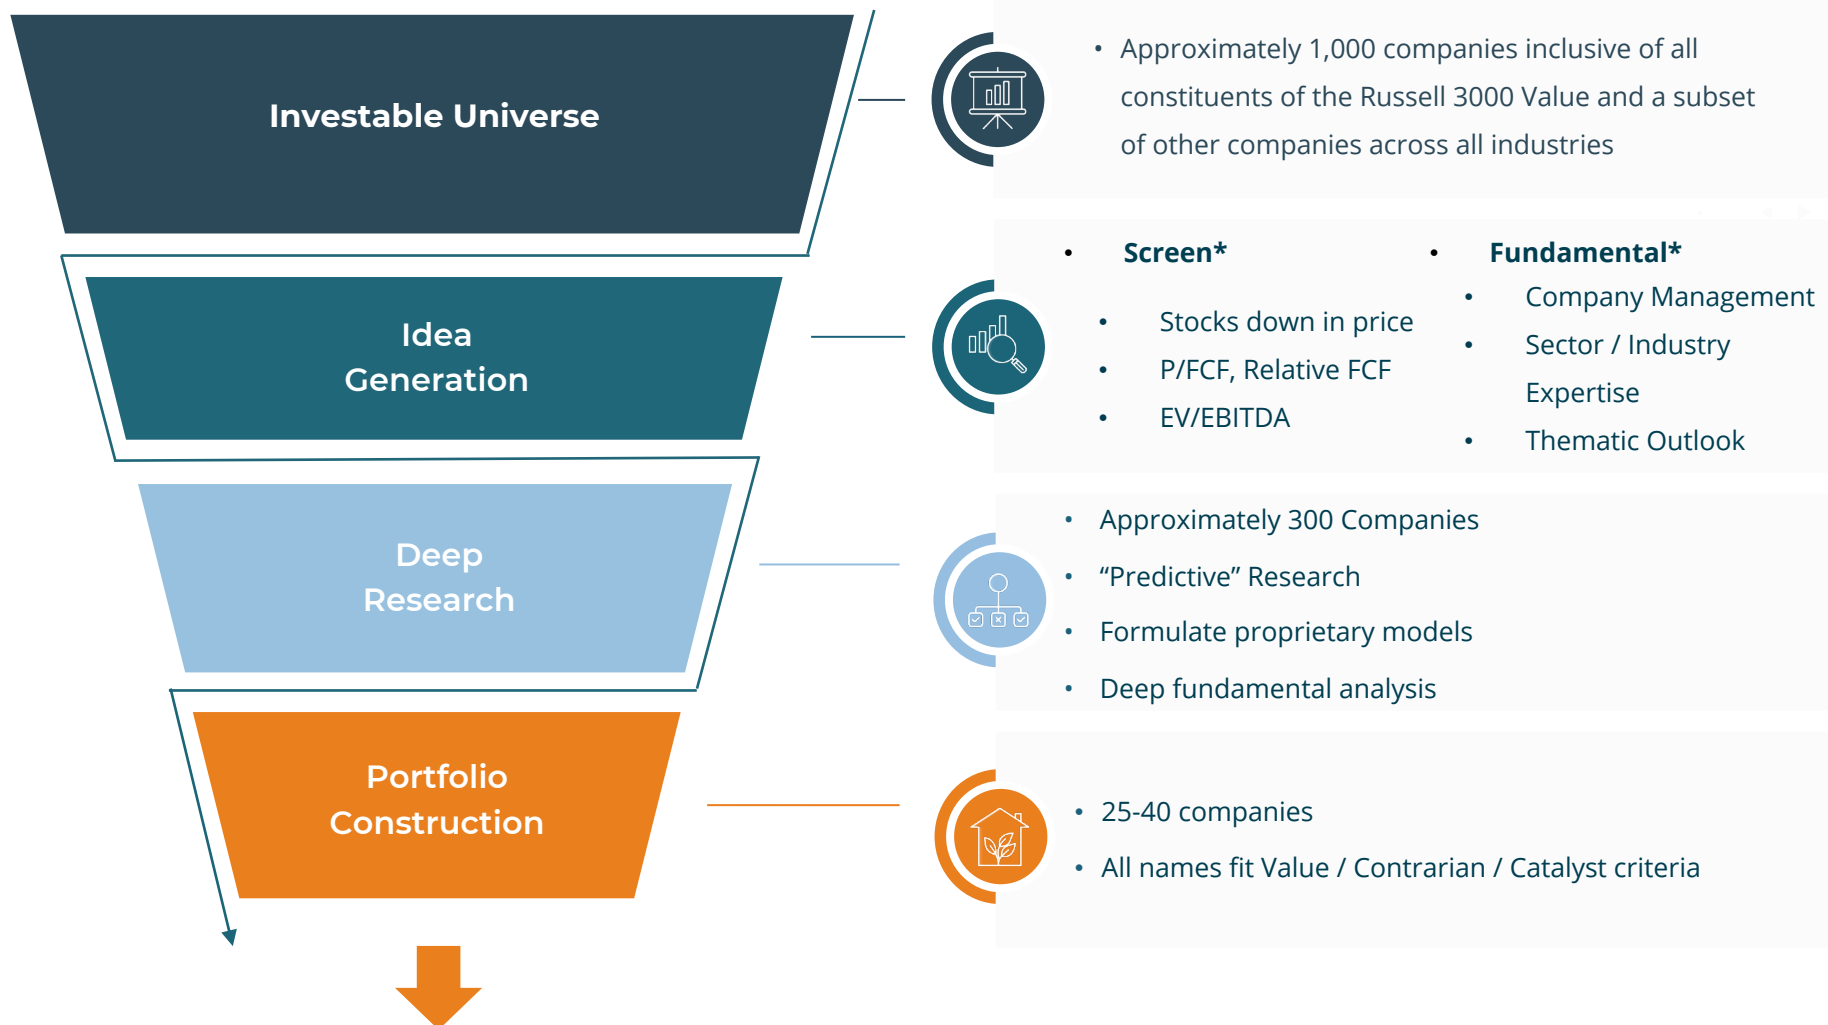 Investable Universe
• Approximately 1,000 companies inclusive of all
constituents of the Russell 3000 Value and a subset
of other companies across all industries
Idea
Generation
• Screen*
• Stocks down in price
• P/FCF, Relative FCF
• EV/EBITDA
• Fundamental*
• Company Management
• Sector / Industry
Expertise
• Thematic Outlook
Deep
Research
• Approximately 300 Companies
• “Predictive” Research
• Formulate proprietary models
• Deep fundamental analysis
Portfolio
Construction
• 25-40 companies
• All names fit Value / Contrarian / Catalyst criteria